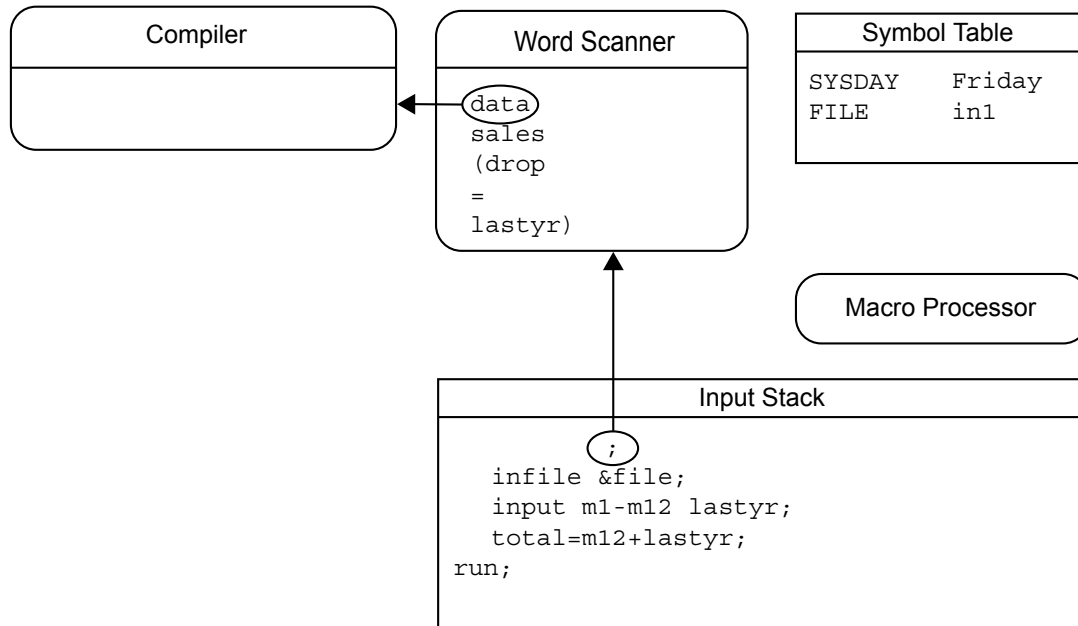 Compiler
Word Scanner
data
sales
(drop
=
lastyr)
Symbol Table
SYSDAY Friday
FILE in1
Macro Processor
Input Stack
;
infile &file;
input m1-m12 lastyr;
total=m12+lastyr;
run;